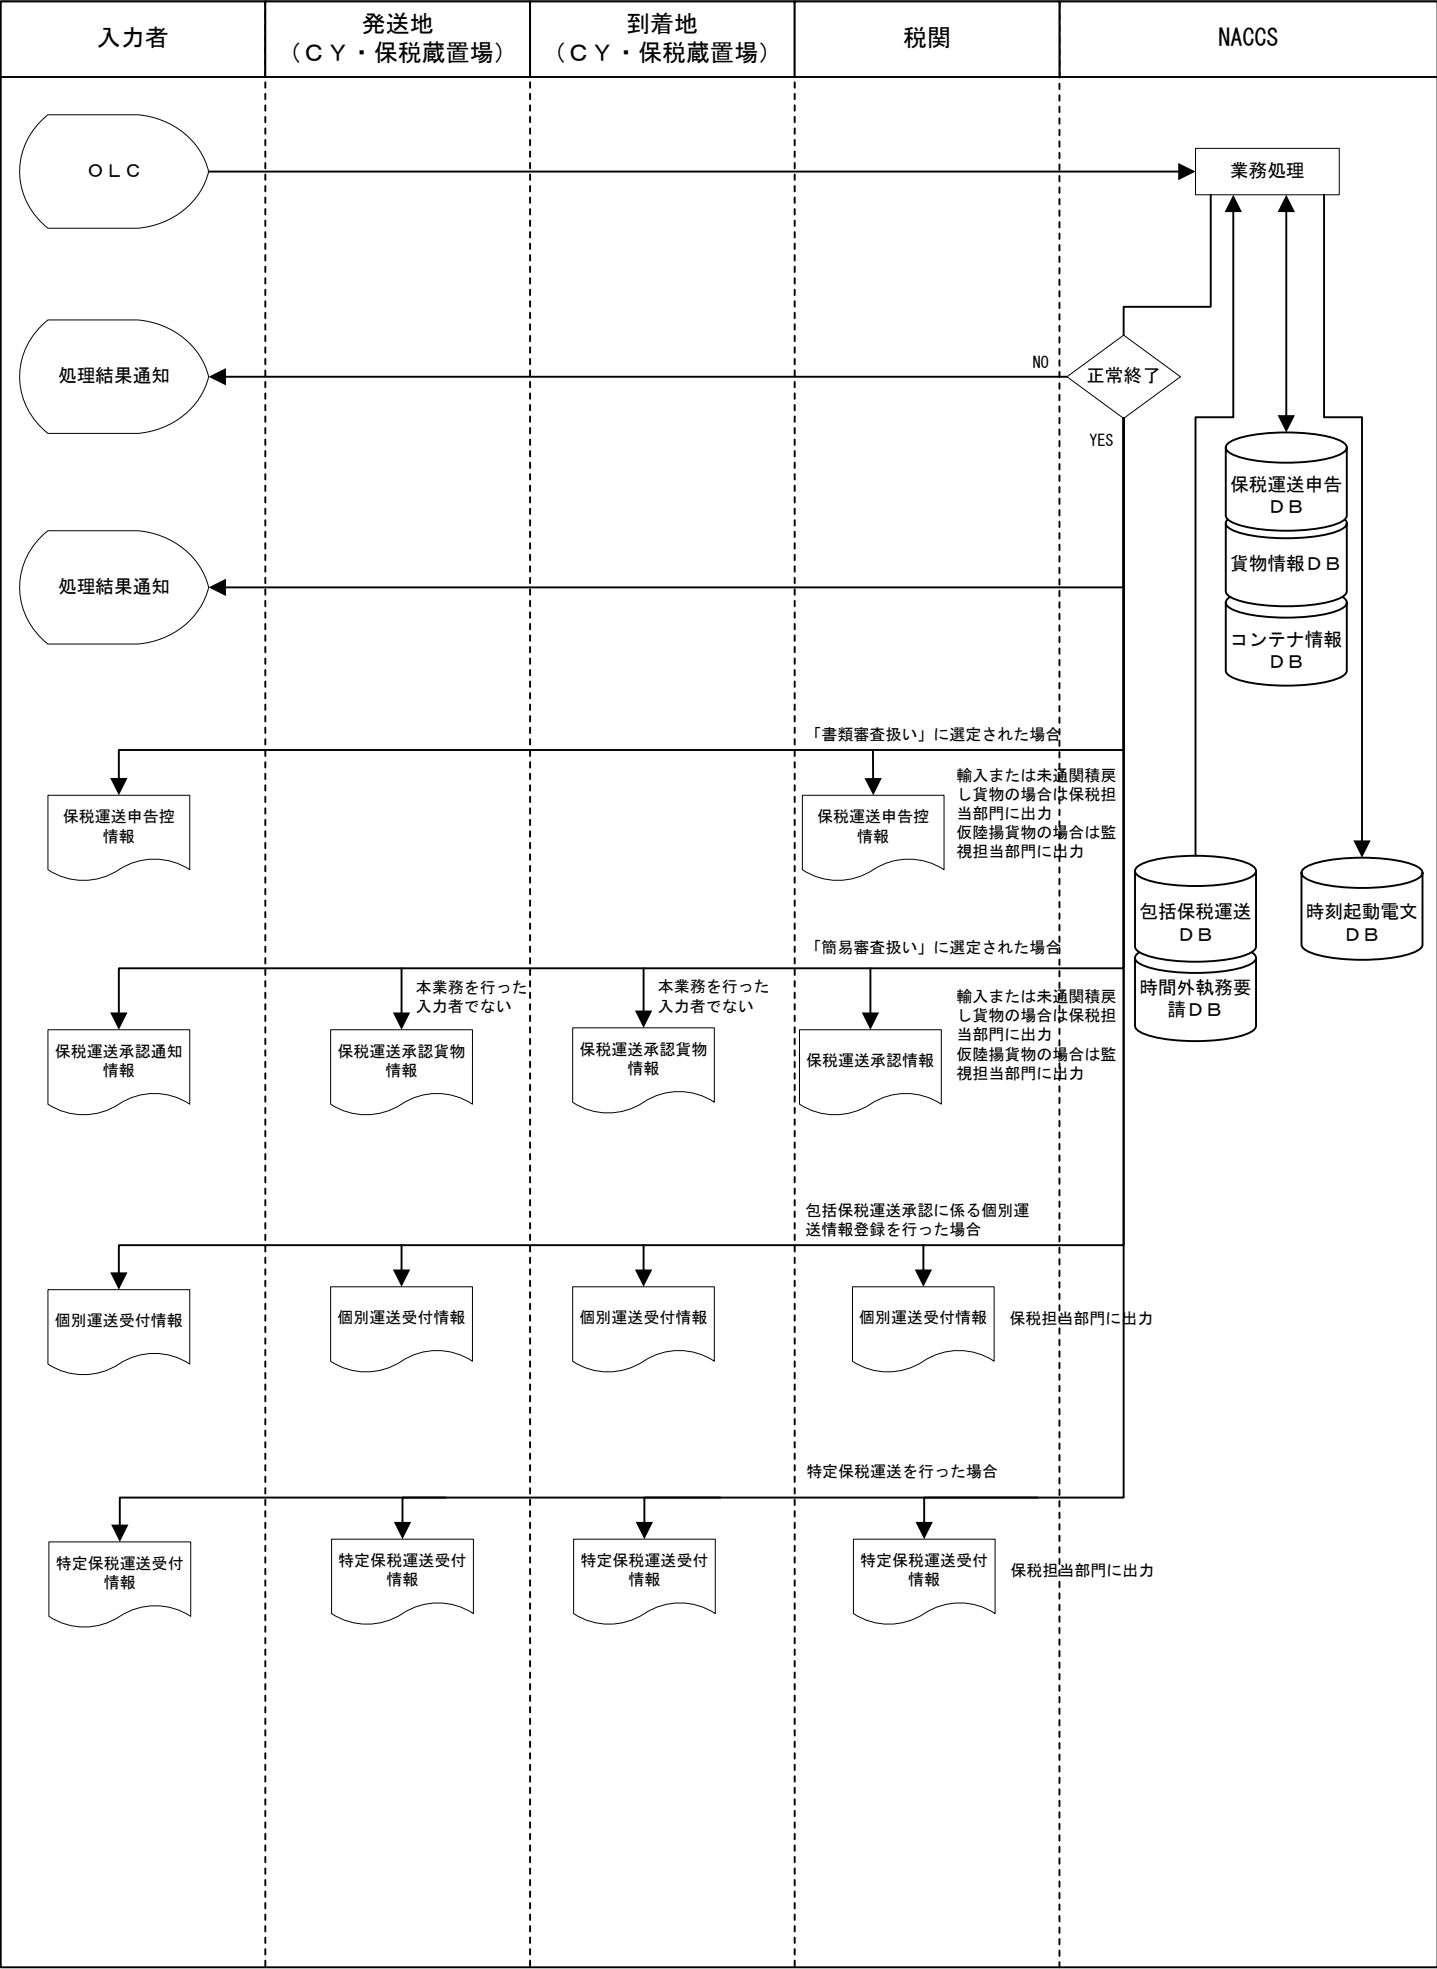 入力者
発送地
（ＣＹ・保税蔵置場）
到着地
（ＣＹ・保税蔵置場）
税関
NACCS
ＯＬＣ
業務処理
処理結果通知
NO
正常終了
YES
保税運送申告
ＤＢ
貨物情報ＤＢ
コンテナ情報
ＤＢ
処理結果通知
「書類審査扱い」に選定された場合
保税運送申告控
情報
保税運送申告控
情報
輸入または未通関積戻
し貨物の場合は保税担
当部門に出力
仮陸揚貨物の場合は監
視担当部門に出力
包括保税運送
ＤＢ
時間外執務要
請ＤＢ
時刻起動電文
ＤＢ
「簡易審査扱い」に選定された場合
本業務を行った
入力者でない
本業務を行った
入力者でない
保税運送承認通知
情報
保税運送承認貨物
情報
保税運送承認貨物
情報
保税運送承認情報
輸入または未通関積戻
し貨物の場合は保税担
当部門に出力
仮陸揚貨物の場合は監
視担当部門に出力
包括保税運送承認に係る個別運
送情報登録を行った場合
個別運送受付情報
個別運送受付情報
個別運送受付情報
個別運送受付情報
保税担当部門に出力
特定保税運送を行った場合
特定保税運送受付
情報
特定保税運送受付
情報
特定保税運送受付
情報
特定保税運送受付
情報
保税担当部門に出力